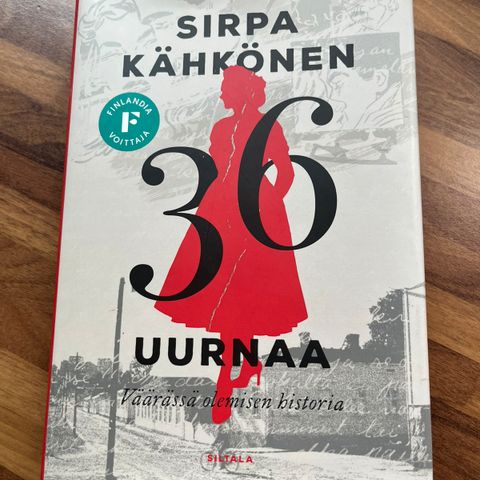 SIRPA
KÄHKÖNEN
FINLANDIA
F
VOITTAJA
36
UURNAA
Väärässä olemisen historia
SILTALA